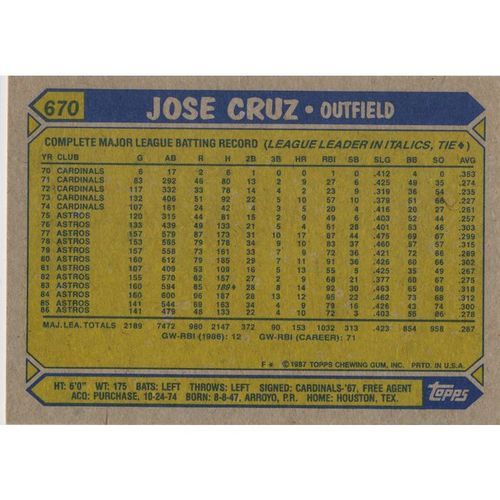 670 JOSE CRUZ • OUTFIELD
COMPLETE MAJOR LEAGUE BATTING RECORD (LEAGUE LEADER IN ITALICS, TIE♦)
YR CLUB G AB R H 2B 3B HR RBI SB SLG BB SO AVG
70 CARDINALS 6 17 2 6 1 0 0 1 0 .412 4 0 .353
71 CARDINALS 83 292 46 80 13 2 9 27 6 .425 49 35 .274
72 CARDINALS 117 332 33 78 14 4 2 23 9 .319 36 54 .235
73 CARDINALS 132 406 51 92 22 5 10 57 10 .379 51 66 .227
74 CARDINALS 107 161 24 42 4 3 5 20 4 .416 20 27 .261
75 ASTROS 120 315 44 81 15 2 9 49 6 .403 52 44 .257
76 ASTROS 133 439 49 133 21 5 4 61 28 .401 53 46 .303
77 ASTROS 157 579 87 173 31 10 17 87 44 .475 69 67 .299
78 ASTROS 153 565 79 178 34 9 10 83 37 .460 57 57 .315
79 ASTROS 157 558 73 161 33 7 9 72 36 .421 72 66 .289
80 ASTROS 160 612 79 185 29 7 11 91 36 .426 60 66 .302
81 ASTROS 107 409 53 109 16 5 13 55 5 .425 35 49 .267
82 ASTROS 155 570 62 157 27 2 9 68 21 .377 60 67 .275
83 ASTROS 160 594 85 189♦ 28 8 14 92 30 .463 65 86 .318
84 ASTROS 160 600 96 187 28 13 12 95 22 .462 73 68 .312
85 ASTROS 141 544 69 163 34 4 9 79 16 .426 43 74 .300
86 ASTROS 141 479 48 133 22 4 10 72 3 .403 55 86 .278
MAJ. LEA. TOTALS 2189 7472 980 2147 372 90 153 1032 313 .423 854 958 .287
GW-RBI (1986): 12 GW-RBI (CAREER): 71
F* ©1987 TOPPS CHEWING GUM, INC. PRTD. IN U.S.A.
HT: 6'0" WT: 175 BATS: LEFT THROWS: LEFT SIGNED: CARDINALS-'67, FREE AGENT
ACQ: PURCHASE, 10-24-74 BORN: 8-8-47, ARROYO, P.R. HOME: HOUSTON, TEX.
topps